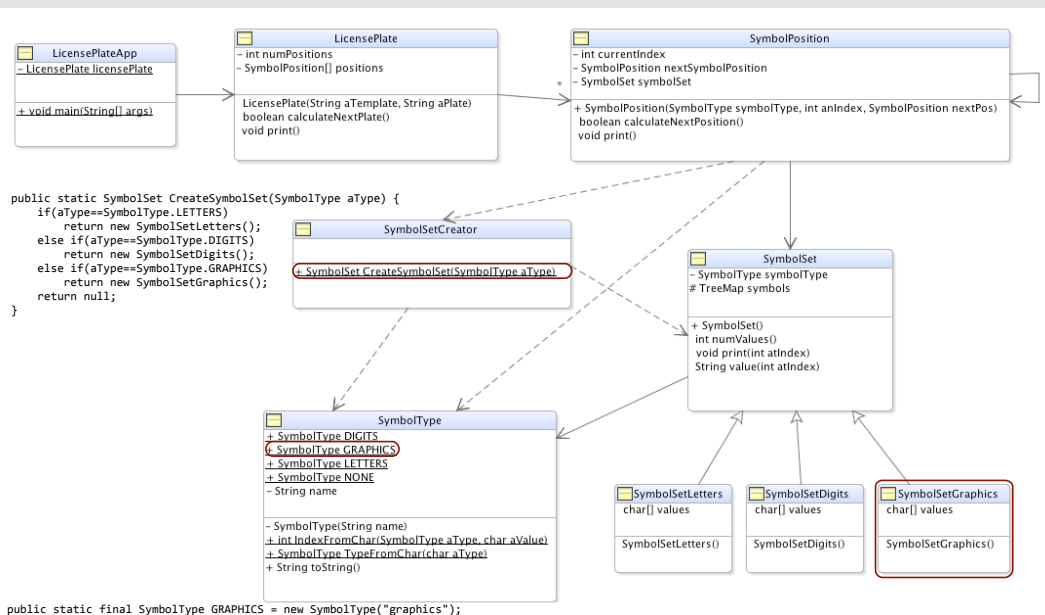 LicensePlateApp
- LicensePlate licensePlate
+ void main(String[] args)
LicensePlate
- int numPositions
- SymbolPosition[] positions
LicensePlate(String aTemplate, String aPlate)
boolean calculateNextPlate()
void print()
SymbolPosition
- int currentIndex
- SymbolPosition nextSymbolPosition
- SymbolSet symbolSet
*
+ SymbolPosition(SymbolType symbolType, int anIndex, SymbolPosition nextPos)
boolean calculateNextPosition()
void print()
public static SymbolSet CreateSymbolSet(SymbolType aType) {
if(aType==SymbolType.LETTERS)
return new SymbolSetLetters();
else if(aType==SymbolType.DIGITS)
return new SymbolSetDigits();
else if(aType==SymbolType.GRAPHICS)
return new SymbolSetGraphics();
return null;
}
SymbolSetCreator
+ SymbolSet CreateSymbolSet(SymbolType aType)
SymbolSet
- SymbolType symbolType
# TreeMap symbols
+ SymbolSet()
int numValues()
void print(int atIndex)
String value(int atIndex)
SymbolType
+ SymbolType DIGITS
+ SymbolType GRAPHICS
+ SymbolType LETTERS
+ SymbolType NONE
- String name
- SymbolType(String name)
+ int IndexFromChar(SymbolType aType, char aValue)
+ SymbolType TypeFromChar(char aType)
+ String toString()
SymbolSetLetters
char[] values
SymbolSetLetters()
SymbolSetDigits
char[] values
SymbolSetDigits()
SymbolSetGraphics
char[] values
SymbolSetGraphics()
public static final SymbolType GRAPHICS = new SymbolType("graphics");